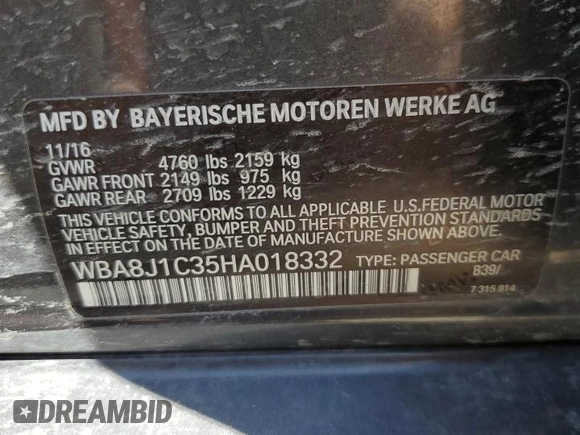 MFD BY BAYERISCHE MOTOREN WERKE AG
11/16
GVWR 4760 lbs 2159 kg
GAWR FRONT 2149 lbs 975 kg
GAWR REAR 2709 lbs 1229 kg
THIS VEHICLE CONFORMS TO ALL APPLICABLE U.S.FEDERAL MOTOR
VEHICLE SAFETY, BUMPER, AND THEFT PREVENTION STANDARDS
IN EFFECT ON THE DATE OF MANUFACTURE SHOWN ABOVE.
WBA8J1C35HA018332 TYPE: PASSENGER CAR
B39/
7 315 814
DREAMBID